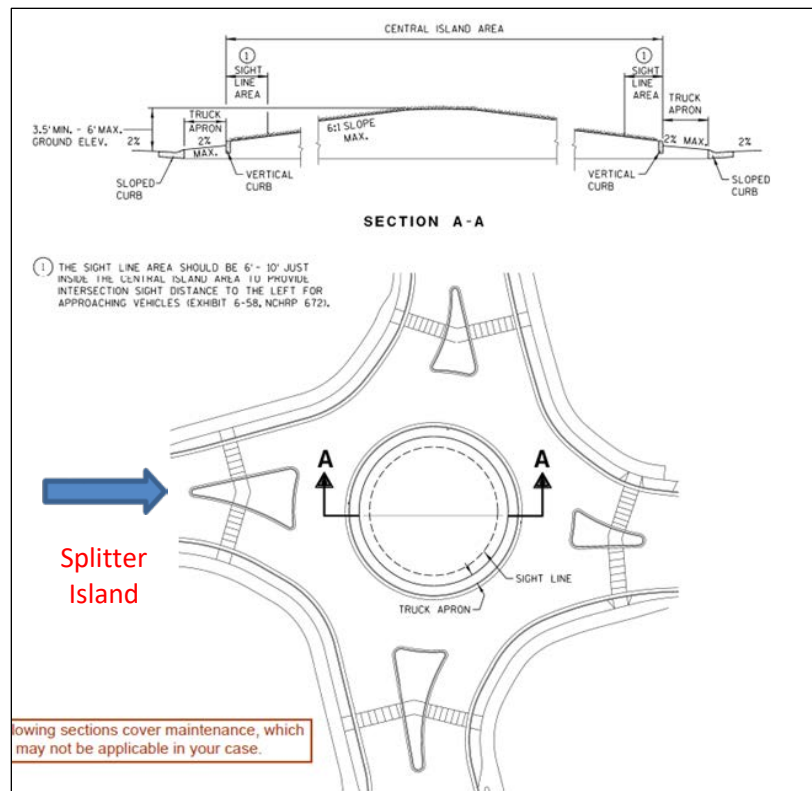 CENTRAL ISLAND AREA
1
SIGHT
LINE
AREA
1
SIGHT
LINE
AREA
TRUCK
APRON
TRUCK
APRON
3.5' MIN. - 6' MAX.
GROUND ELEV.
2%
2%
MAX.
6:1 SLOPE
MAX.
2% MAX.
2%
SLOPED
CURB
VERTICAL
CURB
VERTICAL
CURB
SLOPED
CURB
SECTION A-A
1 THE SIGHT LINE AREA SHOULD BE 6' - 10' JUST
INSIDE THE CENTRAL ISLAND AREA TO PROVIDE
INTERSECTION SIGHT DISTANCE TO THE LEFT FOR
APPROACHING VEHICLES (EXHIBIT 6-58, NCHRP 672).
A
A
Splitter
Island
SIGHT LINE
TRUCK APRON
lowing sections cover maintenance, which
may not be applicable in your case.